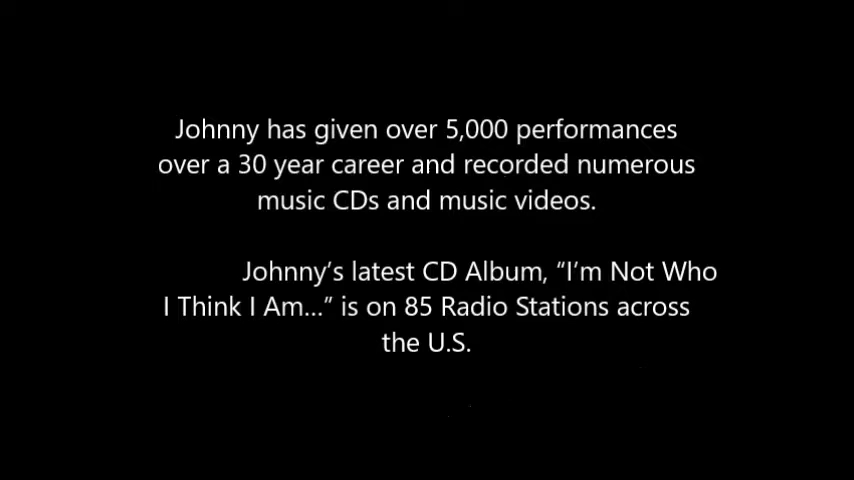 Johnny has given over 5,000 performances
over a 30 year career and recorded numerous
music CDs and music videos.
Johnny’s latest CD Album, “I’m Not Who
I Think I Am...” is on 85 Radio Stations across
the U.S.